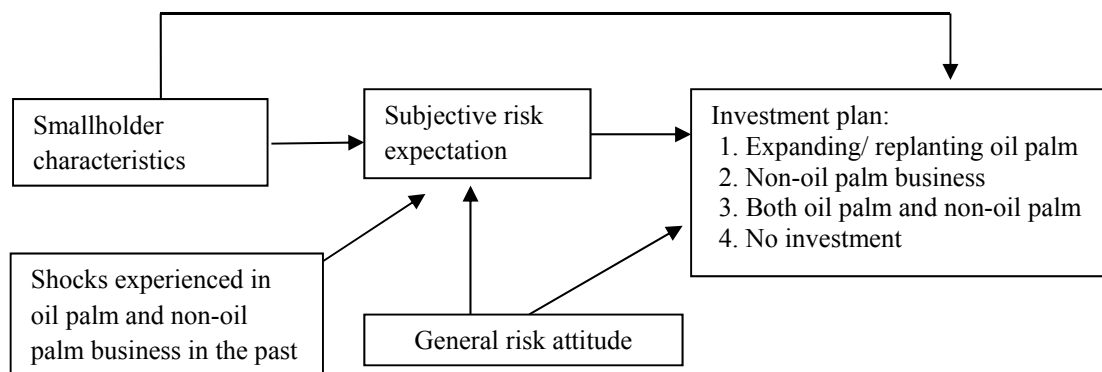 Smallholder
characteristics
Subjective risk
expectation
Investment plan:
1. Expanding/ replanting oil palm
2. Non-oil palm business
3. Both oil palm and non-oil palm
4. No investment
Shocks experienced in
oil palm and non-oil
palm business in the past
General risk attitude